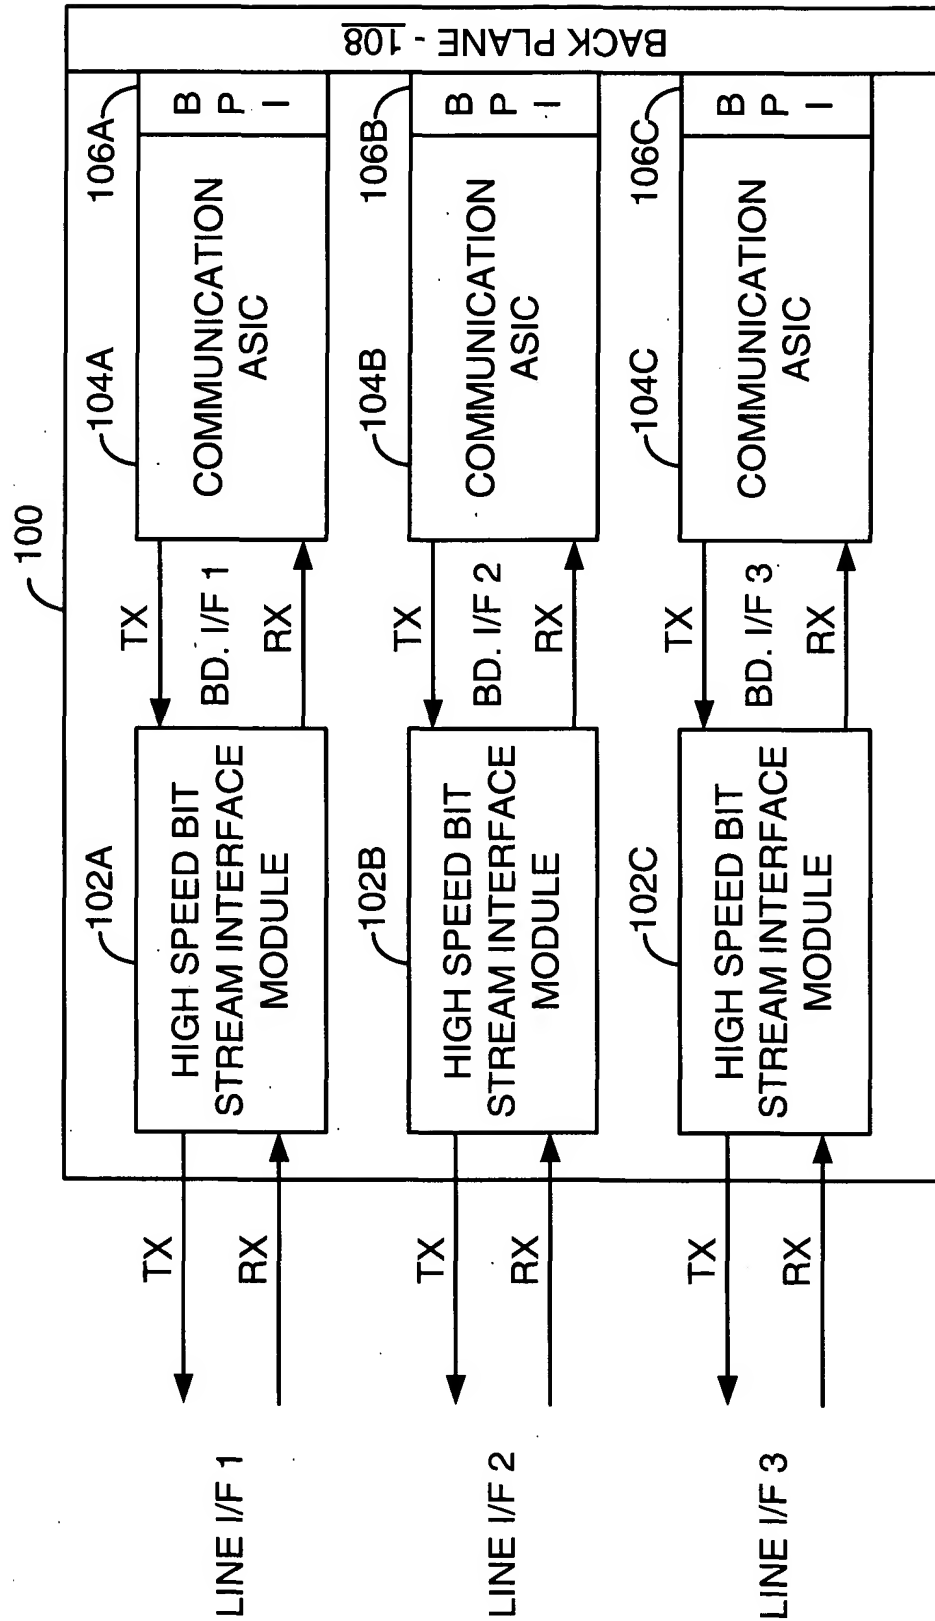 100
LINE I/F 1
TX
RX
102A
HIGH SPEED BIT
STREAM INTERFACE
MODULE
TX
BD. I/F 1
RX
104A
COMMUNICATION
ASIC
106A
B
P
I
LINE I/F 2
TX
RX
102B
HIGH SPEED BIT
STREAM INTERFACE
MODULE
TX
BD. I/F 2
RX
104B
COMMUNICATION
ASIC
106B
B
P
I
LINE I/F 3
TX
RX
102C
HIGH SPEED BIT
STREAM INTERFACE
MODULE
TX
BD. I/F 3
RX
104C
COMMUNICATION
ASIC
106C
B
P
I
BACK PLANE - 108